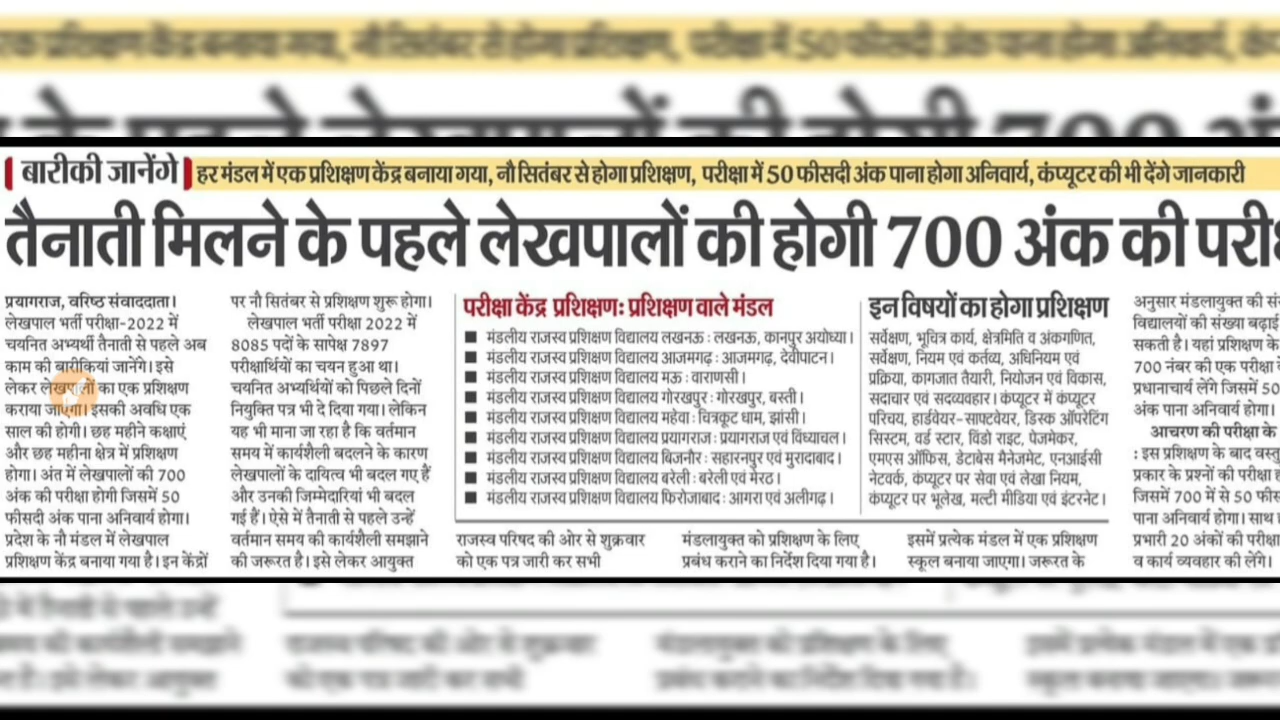 बारीकी जानेंगे
हर मंडल में एक प्रशिक्षण केंद्र बनाया गया, नौ सितंबर से होगा प्रशिक्षण, परीक्षा में 50 फीसदी अंक पाना होगा अनिवार्य, कंप्यूटर की भी देंगे जानकारी
तैनाती मिलने के पहले लेखपालों की होगी 700 अंक की
प्रयागराज, वरिष्ठ संवाददाता।
लेखपाल भर्ती परीक्षा-2022 में
चयनित अभ्यर्थी तैनाती से पहले अब
काम की बारीकियां जानेंगे। इसे
लेकर लेखपालों का एक प्रशिक्षण
कराया जाएगा। इसकी अवधि एक
साल की होगी। छह महीने कक्षाएं
और छह महीना क्षेत्र में प्रशिक्षण
होगा। अंत में लेखपालों की 700
अंक की परीक्षा होगी जिसमें 50
फीसदी अंक पाना अनिवार्य होगा।
प्रदेश के नौ मंडल में लेखपाल
प्रशिक्षण केंद्र बनाया गया है। इन केंद्रों
पर नौ सितंबर से प्रशिक्षण शुरू होगा।
लेखपाल भर्ती परीक्षा 2022 में
8085 पदों के सापेक्ष 7897
परीक्षार्थियों का चयन हुआ था।
चयनित अभ्यर्थियों को पिछले दिनों
नियुक्ति पत्र भी दे दिया गया। लेकिन
यह भी माना जा रहा है कि वर्तमान
समय में कार्यशैली बदलने के कारण
लेखपालों के दायित्व भी बदल गए हैं
और उनकी जिम्मेदारियां भी बदल
गई हैं। ऐसे में तैनाती से पहले उन्हें
वर्तमान समय की कार्यशैली समझाने
की जरूरत है। इसे लेकर आयुक्त
परीक्षा केंद्र प्रशिक्षण: प्रशिक्षण वाले मंडल
■ मंडलीय राजस्व प्रशिक्षण विद्यालय लखनऊ : लखनऊ, कानपुर अयोध्या।
■ मंडलीय राजस्व प्रशिक्षण विद्यालय आजमगढ़ : आजमगढ़, देवीपाटन।
■ मंडलीय राजस्व प्रशिक्षण विद्यालय मऊ : वाराणसी।
■ मंडलीय राजस्व प्रशिक्षण विद्यालय गोरखपुर : गोरखपुर, बस्ती।
■ मंडलीय राजस्व प्रशिक्षण विद्यालय महेवा : चित्रकूट धाम, झांसी।
■ मंडलीय राजस्व प्रशिक्षण विद्यालय प्रयागराज : प्रयागराज एवं विंध्याचल।
■ मंडलीय राजस्व प्रशिक्षण विद्यालय बिजनौर : सहारनपुर एवं मुरादाबाद।
■ मंडलीय राजस्व प्रशिक्षण विद्यालय बरेली : बरेली एवं मेरठ।
■ मंडलीय राजस्व प्रशिक्षण विद्यालय फिरोजाबाद : आगरा एवं अलीगढ़।
इन विषयों का होगा प्रशिक्षण
सर्वेक्षण, भूचित्र कार्य, क्षेत्रमिति व अंकगणित,
सर्वेक्षण, नियम एवं कर्तव्य, अधिनियम एवं
प्रक्रिया, कागजात तैयारी, नियोजन एवं विकास,
सदाचार एवं सदव्यवहार। कंप्यूटर में कंप्यूटर
परिचय, हार्डवेयर-साफ्टवेयर, डिस्क ऑपरेटिंग
सिस्टम, वर्ड स्टार, विंडो राइट, पेजमेकर,
एमएस ऑफिस, डेटाबेस मैनेजमेट, एनआईसी
नेटवर्क, कंप्यूटर पर सेवा एवं लेखा नियम,
कंप्यूटर पर भूलेख, मल्टी मीडिया एवं इंटरनेट।
राजस्व परिषद की ओर से शुक्रवार
को एक पत्र जारी कर सभी
मंडलायुक्त को प्रशिक्षण के लिए
प्रबंध कराने का निर्देश दिया गया है।
इसमें प्रत्येक मंडल में एक प्रशिक्षण
स्कूल बनाया जाएगा। जरूरत के
अनुसार मंडलायुक्त की
विद्यालयों की संख्या बढ़ाई
सकती है। यहां प्रशिक्षण के
700 नंबर की एक परीक्षा
प्रधानाचार्य लेंगे जिसमें 50
अंक पाना अनिवार्य होगा।
आचरण की परीक्षा के
: इस प्रशिक्षण के बाद
प्रकार के प्रश्नों की परीक्षा
जिसमें 700 में से 50
पाना अनिवार्य होगा। साथ
प्रभारी 20 अंकों की परीक्षा
व कार्य व्यवहार की लेंगे।